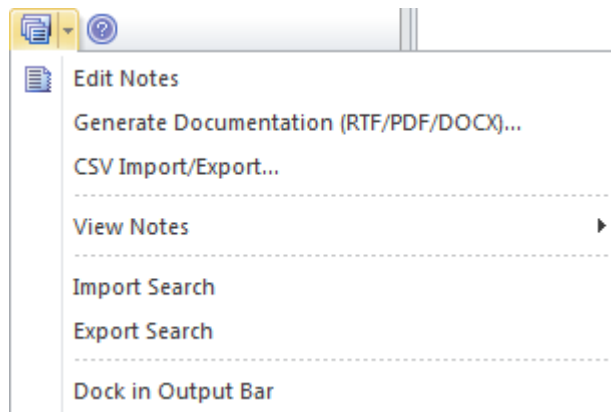 Edit Notes
Generate Documentation (RTF/PDF/DOCX)...
CSV Import/Export...
View Notes
Import Search
Export Search
Dock in Output Bar